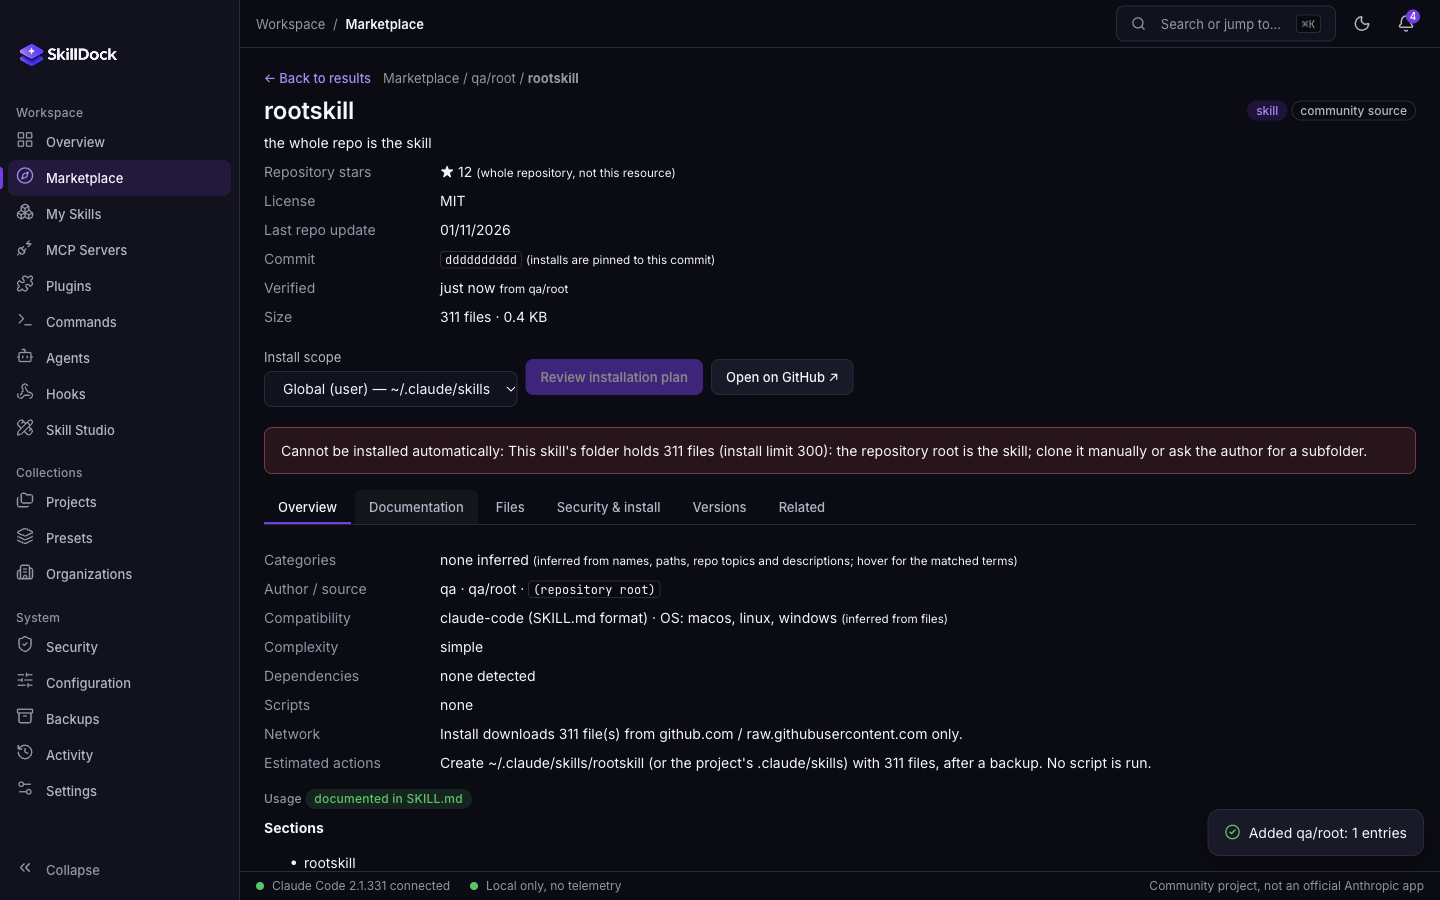 SkillDock
Workspace / Marketplace
Search or jump to... ⌘K
4
Workspace
Overview
Marketplace
My Skills
MCP Servers
Plugins
Commands
Agents
Hooks
Skill Studio
Collections
Projects
Presets
Organizations
System
Security
Configuration
Backups
Activity
Settings
Collapse
← Back to results Marketplace / qa/root / rootskill
rootskill
skill community source
the whole repo is the skill
Repository stars ★ 12 (whole repository, not this resource)
License MIT
Last repo update 01/11/2026
Commit dddddddddd (installs are pinned to this commit)
Verified just now from qa/root
Size 311 files · 0.4 KB
Install scope
Global (user) — ~/.claude/skills Review installation plan Open on GitHub ↗
Cannot be installed automatically: This skill's folder holds 311 files (install limit 300): the repository root is the skill; clone it manually or ask the author for a subfolder.
Overview Documentation Files Security & install Versions Related
Categories none inferred (inferred from names, paths, repo topics and descriptions; hover for the matched terms)
Author / source qa · qa/root · (repository root)
Compatibility claude-code (SKILL.md format) · OS: macos, linux, windows (inferred from files)
Complexity simple
Dependencies none detected
Scripts none
Network Install downloads 311 file(s) from github.com / raw.githubusercontent.com only.
Estimated actions Create ~/.claude/skills/rootskill (or the project's .claude/skills) with 311 files, after a backup. No script is run.
Usage documented in SKILL.md
Sections
• rootskill
Added qa/root: 1 entries
Claude Code 2.1.331 connected Local only, no telemetry Community project, not an official Anthropic app